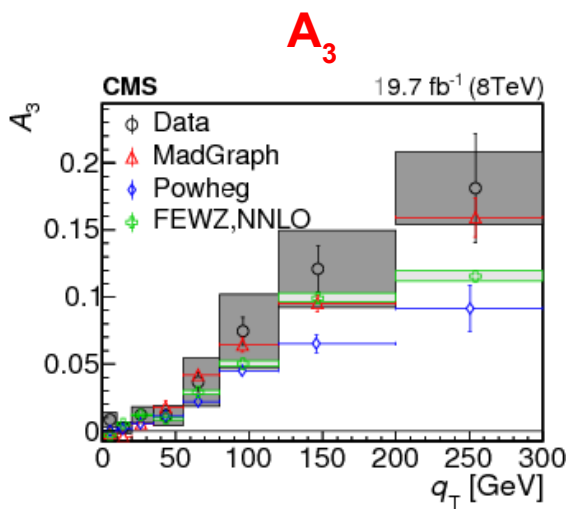 A₃
CMS 19.7 fb⁻¹ (8TeV)
A₃
Data
MadGraph
Powheg
FEWZ,NNLO
0.2
0.15
0.1
0.05
0
0 50 100 150 200 250 300
q_T [GeV]